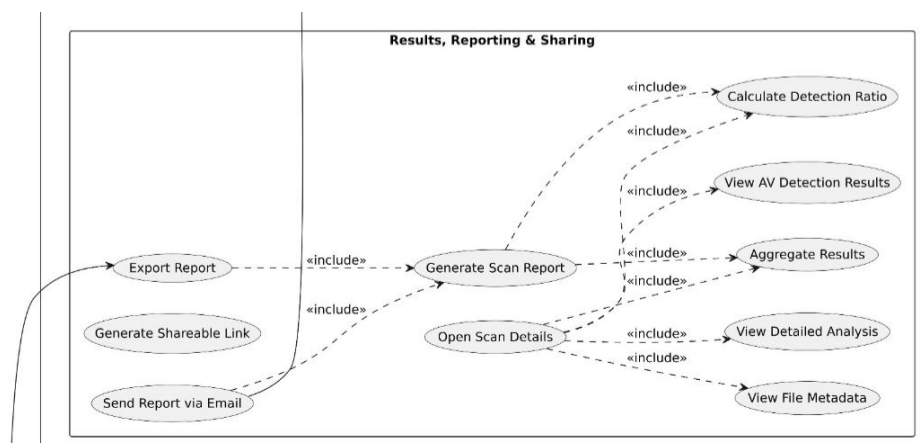 Results, Reporting & Sharing
«include»
Calculate Detection Ratio
«include»
View AV Detection Results
«include»
Export Report
«include»
Generate Scan Report
«include»
Aggregate Results
«include»
«include»
Generate Shareable Link
Open Scan Details
«include»
View Detailed Analysis
«include»
Send Report via Email
View File Metadata